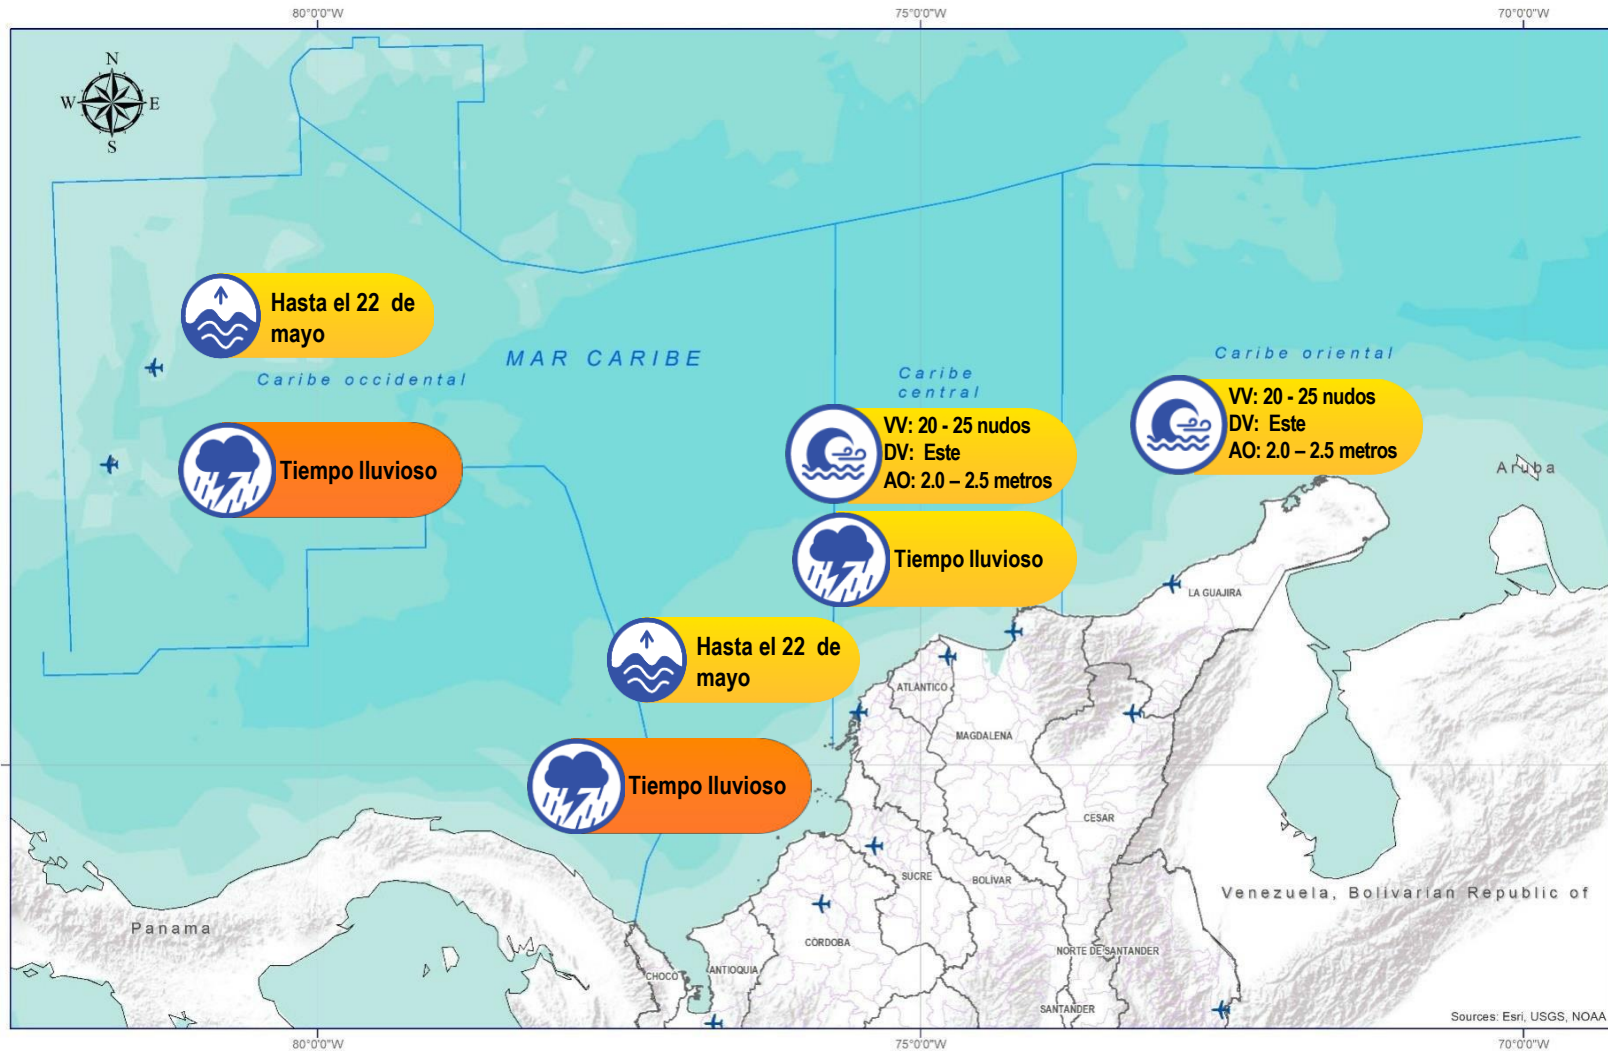 80°0'0"W
75°0'0"W
70°0'0"W
N
W
E
S
Hasta el 22 de
mayo
MAR CARIBE
Caribe occidental
Caribe
central
Caribe oriental
VV: 20 - 25 nudos
DV: Este
AO: 2.0 – 2.5 metros
VV: 20 - 25 nudos
DV: Este
AO: 2.0 – 2.5 metros
Tiempo lluvioso
Aruba
Tiempo lluvioso
LA GUAJIRA
Hasta el 22 de
mayo
ATLÁNTICO
MAGDALENA
Tiempo lluvioso
CESAR
SUCRE
BOLÍVAR
Venezuela, Bolivarian Republic of
Panama
CÓRDOBA
NORTE DE SANTANDER
CHOCÓ
ANTIOQUIA
SANTANDER
Sources: Esri, USGS, NOAA
80°0'0"W
75°0'0"W
70°0'0"W